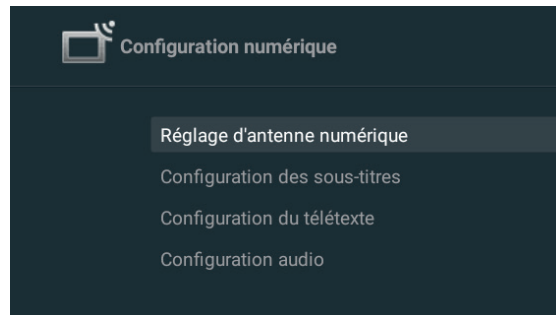 Configuration numérique
Réglage d'antenne numérique
Configuration des sous-titres
Configuration du télétexte
Configuration audio